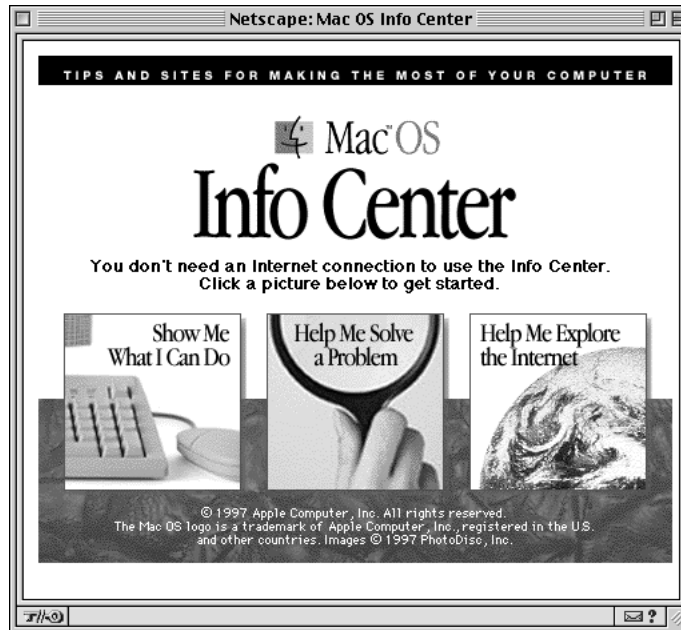 Netscape: Mac OS Info Center
TIPS AND SITES FOR MAKING THE MOST OF YOUR COMPUTER
Mac™ OS
Info Center
You don't need an Internet connection to use the Info Center.
Click a picture below to get started.
Show Me
What I Can Do
Help Me Solve
a Problem
Help Me Explore
the Internet
© 1997 Apple Computer, Inc. All rights reserved.
The Mac OS logo is a trademark of Apple Computer, Inc., registered in the U.S.
and other countries. Images © 1997 PhotoDisc, Inc.
?